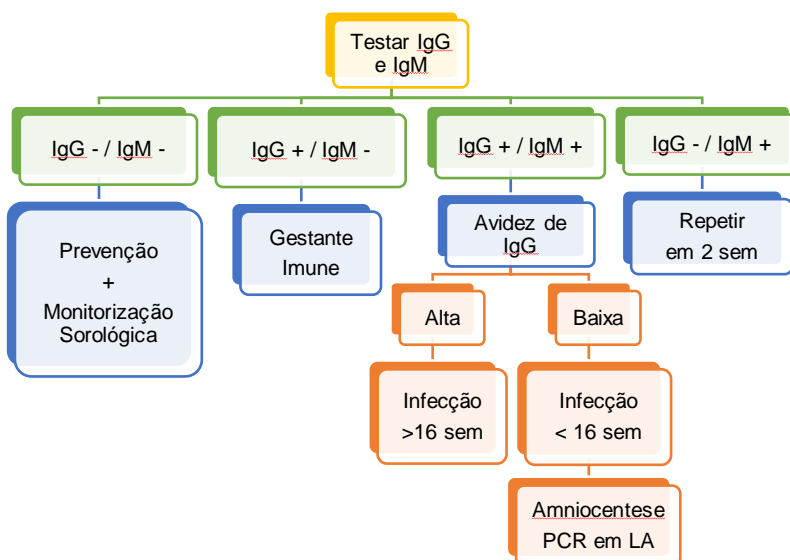 Testar IgG
e IgM
IgG - / IgM -
IgG + / IgM -
IgG + / IgM +
IgG - / IgM +
Prevenção
+
Monitorização
Sorológica
Gestante
Imune
Avidez de
IgG
Repetir
em 2 sem
Alta
Baixa
Infecção
>16 sem
Infecção
< 16 sem
Amniocentese
PCR em LA